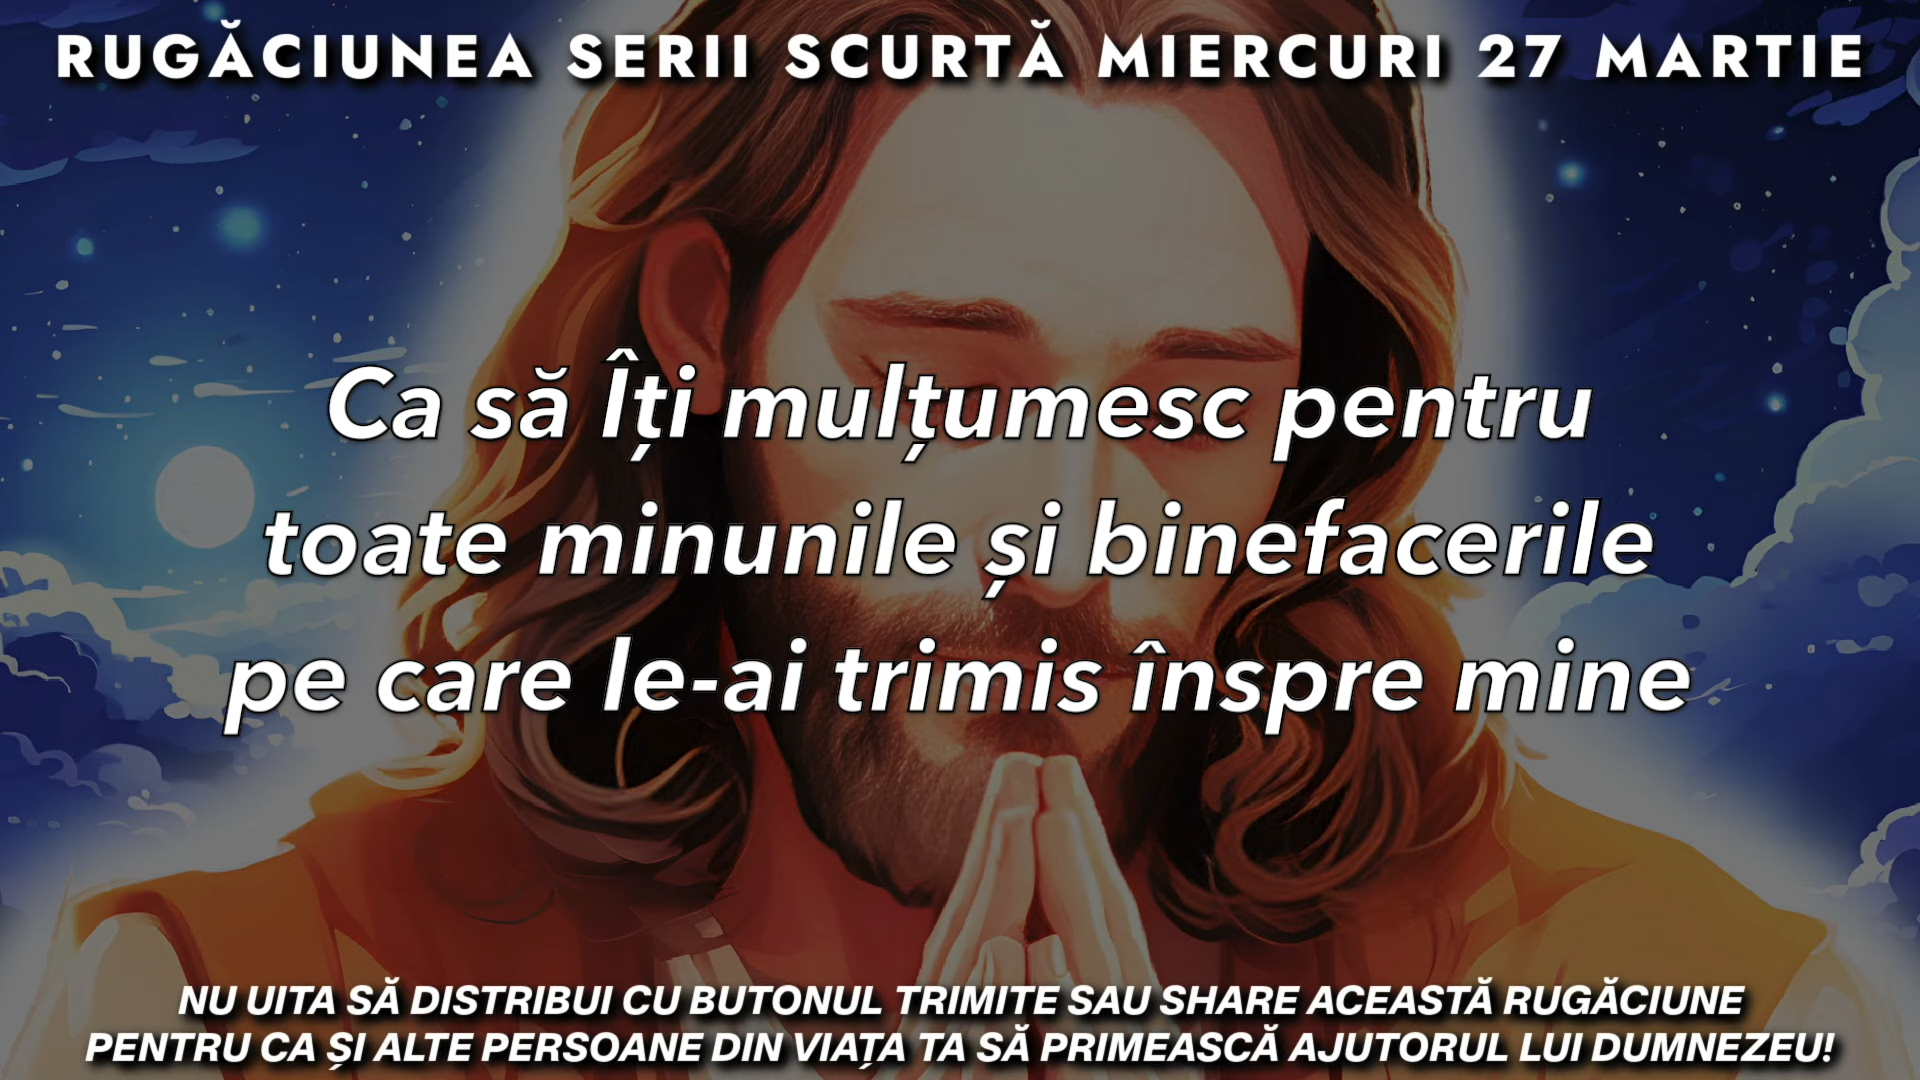 RUGĂCIUNEA SERII SCURTĂ MIERCURI 27 MARTIE
Ca să Îți mulțumesc pentru
toate minunile și binefacerile
pe care le-ai trimis înspre mine
NU UITA SĂ DISTRIBUI CU BUTONUL TRIMITE SAU SHARE ACEASTĂ RUGĂCIUNE
PENTRU CA ȘI ALTE PERSOANE DIN VIAȚA TA SĂ PRIMEASCĂ AJUTORUL LUI DUMNEZEU!